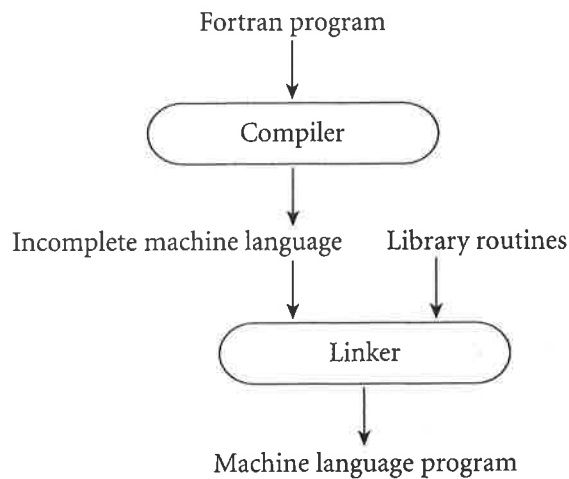 Fortran program
Compiler
Incomplete machine language
Library routines
Linker
Machine language program